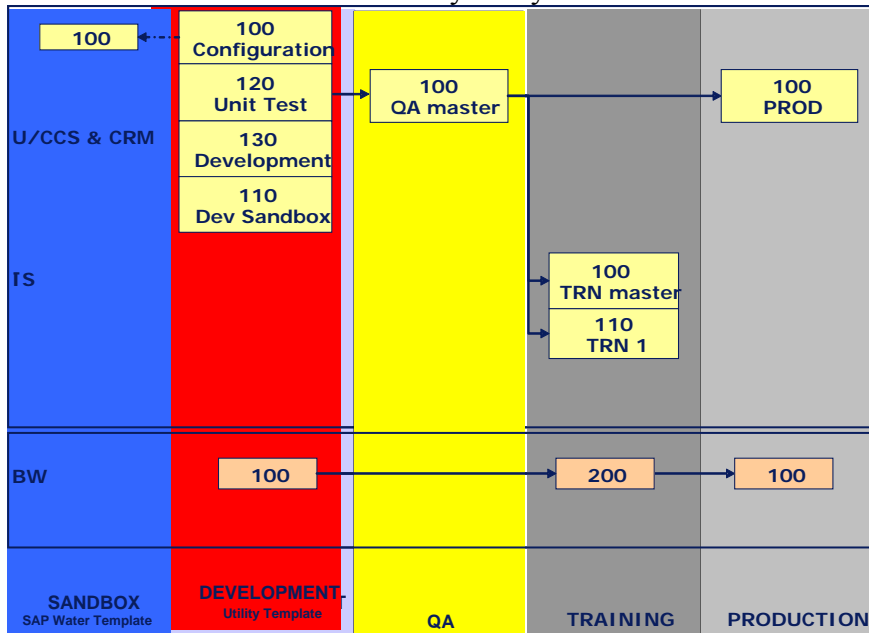 100
100
Configuration
120
Unit Test
130
Development
110
Dev Sandbox
100
QA master
100
PROD
U/CCS & CRM
IS
100
TRN master
110
TRN 1
BW
100
200
100
SANDBOX
SAP Water Template
DEVELOPMENT-
Utility Template
QA
TRAINING
PRODUCTION